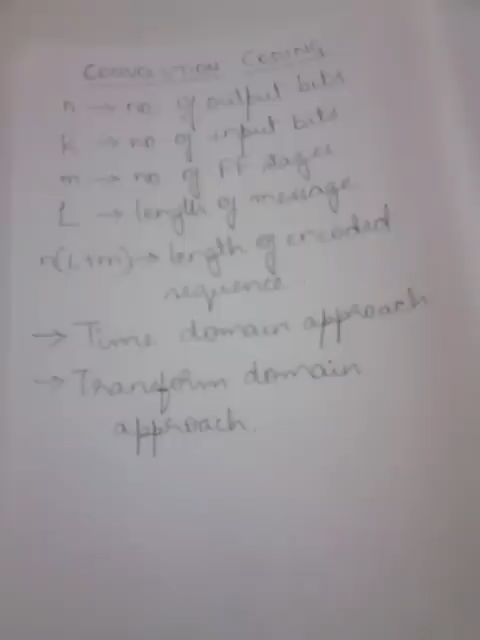 CONVOLUTION CODING
n → no of output bits
k → no of input bits
m → no of FF stages
L → length of message
n(L+m) → length of encoded
sequence
→ Time domain approach
→ Transform domain
approach.